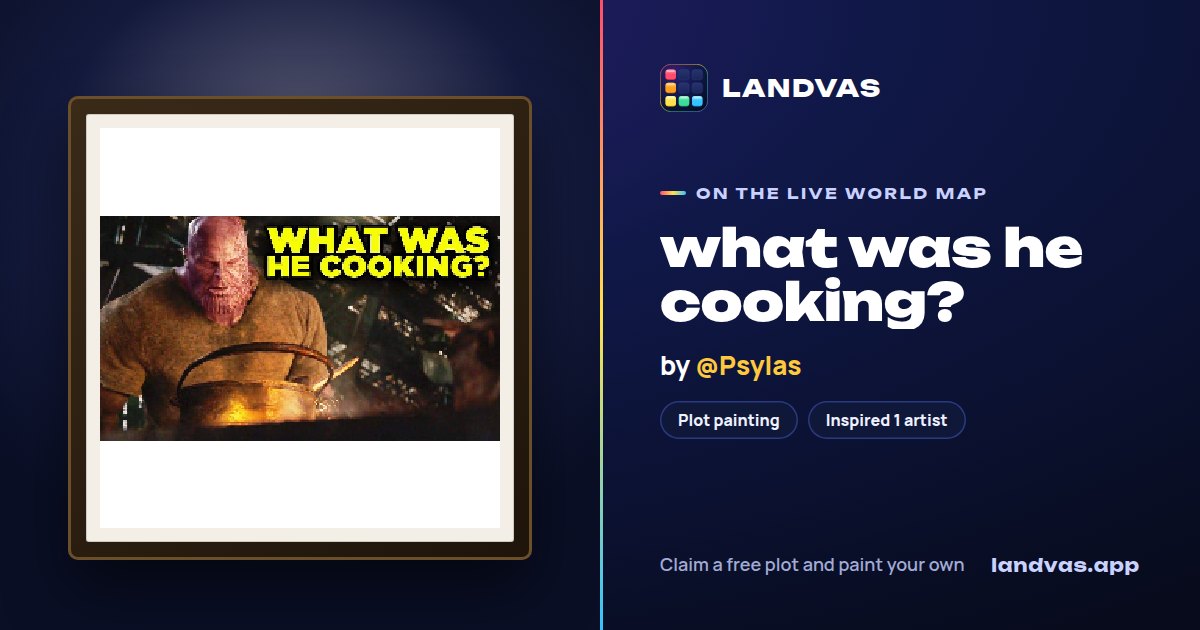 WHAT WAS
HE COOKING?
LANDVAS
ON THE LIVE WORLD MAP
what was he
cooking?
by @Psylas
Plot painting
Inspired 1 artist
Claim a free plot and paint your own
landvas.app